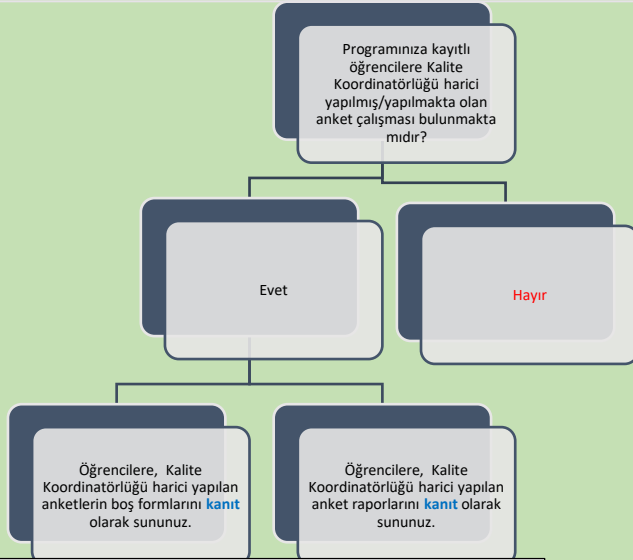 Programınıza kayıtlı
öğrencilere Kalite
Koordinatörlüğü harici
yapılmış/yapılmakta olan
anket çalışması bulunmakta
mıdır?
Evet
Hayır
Öğrencilere, Kalite
Koordinatörlüğü harici yapılan
anketlerin boş formlarını kanıt
olarak sununuz.
Öğrencilere, Kalite
Koordinatörlüğü harici yapılan
anket raporlarını kanıt olarak
sununuz.